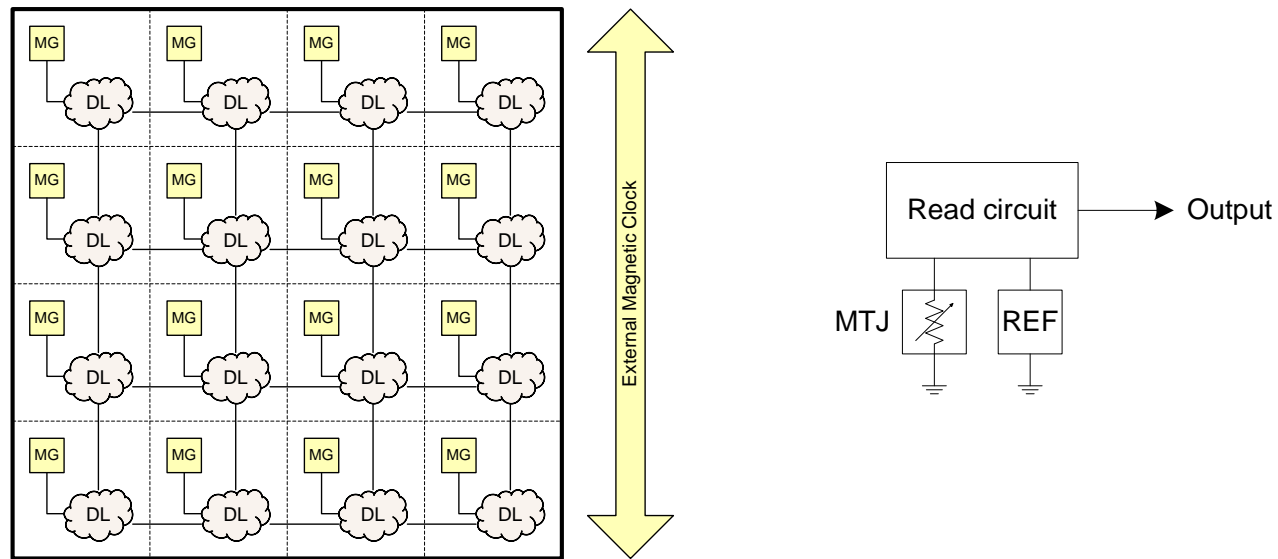 MG MG MG MG
DL DL DL DL
MG MG MG MG
DL DL DL DL
MG MG MG MG
DL DL DL DL
MG MG MG MG
DL DL DL DL
External Magnetic Clock
Read circuit
Output
MTJ
REF